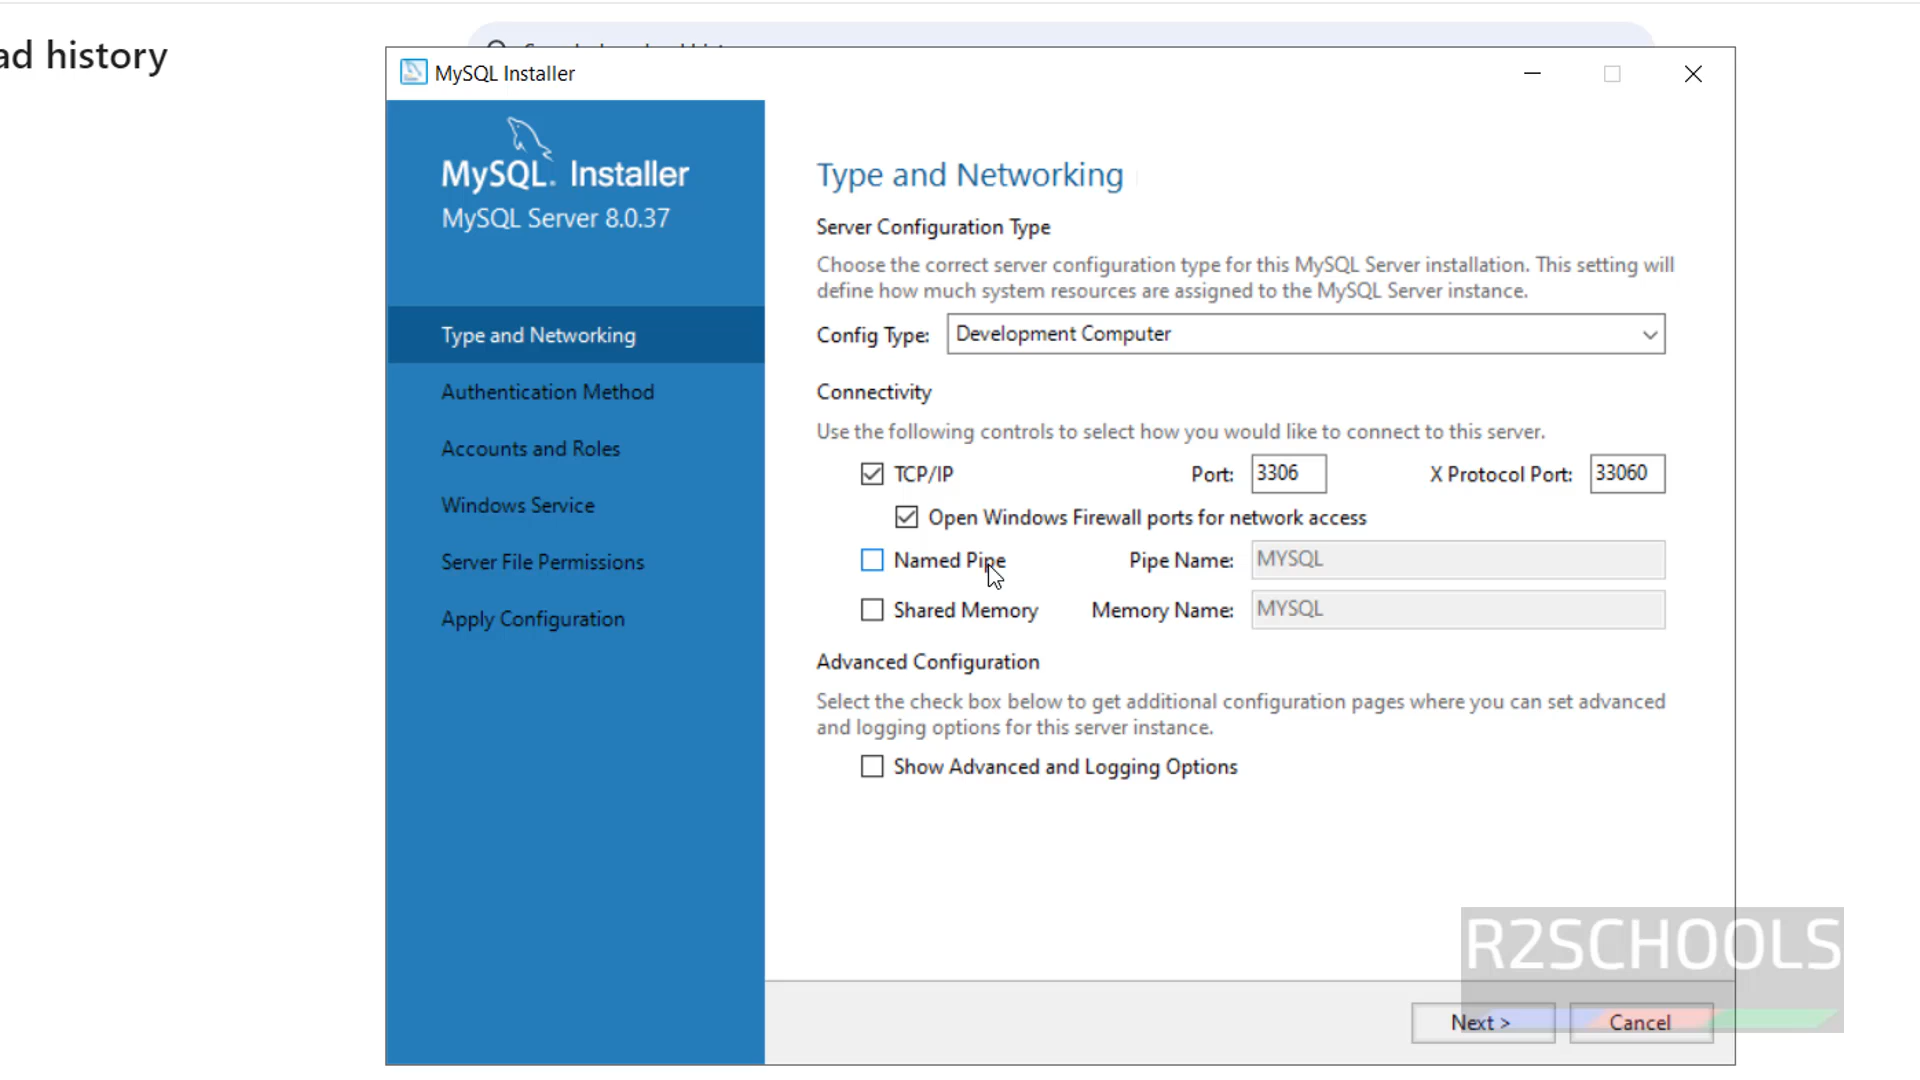 ad history
MySQL Installer
MySQL. Installer
MySQL Server 8.0.37
Type and Networking
Authentication Method
Accounts and Roles
Windows Service
Server File Permissions
Apply Configuration
Type and Networking
Server Configuration Type
Choose the correct server configuration type for this MySQL Server installation. This setting will
define how much system resources are assigned to the MySQL Server instance.
Config Type: Development Computer
Connectivity
Use the following controls to select how you would like to connect to this server.
TCP/IP Port: 3306 X Protocol Port: 33060
Open Windows Firewall ports for network access
Named Pipe Pipe Name: MYSQL
Shared Memory Memory Name: MYSQL
Advanced Configuration
Select the check box below to get additional configuration pages where you can set advanced
and logging options for this server instance.
Show Advanced and Logging Options
R2SCHOOLS
Next > Cancel